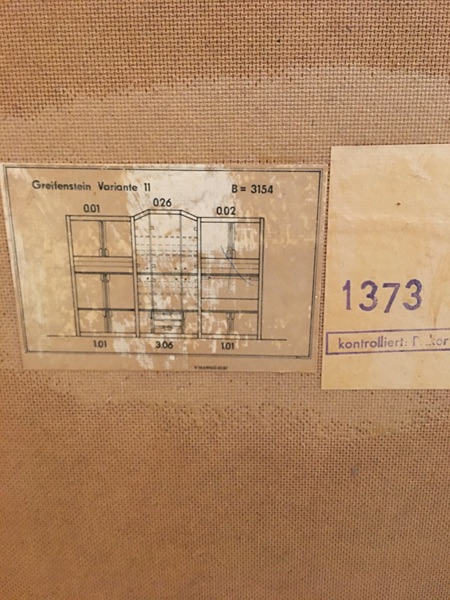 Greifenstein Variante 11 B = 3154
0.01 0.26 0.02
1.01 3.06 1.01
1373
kontrolliert: